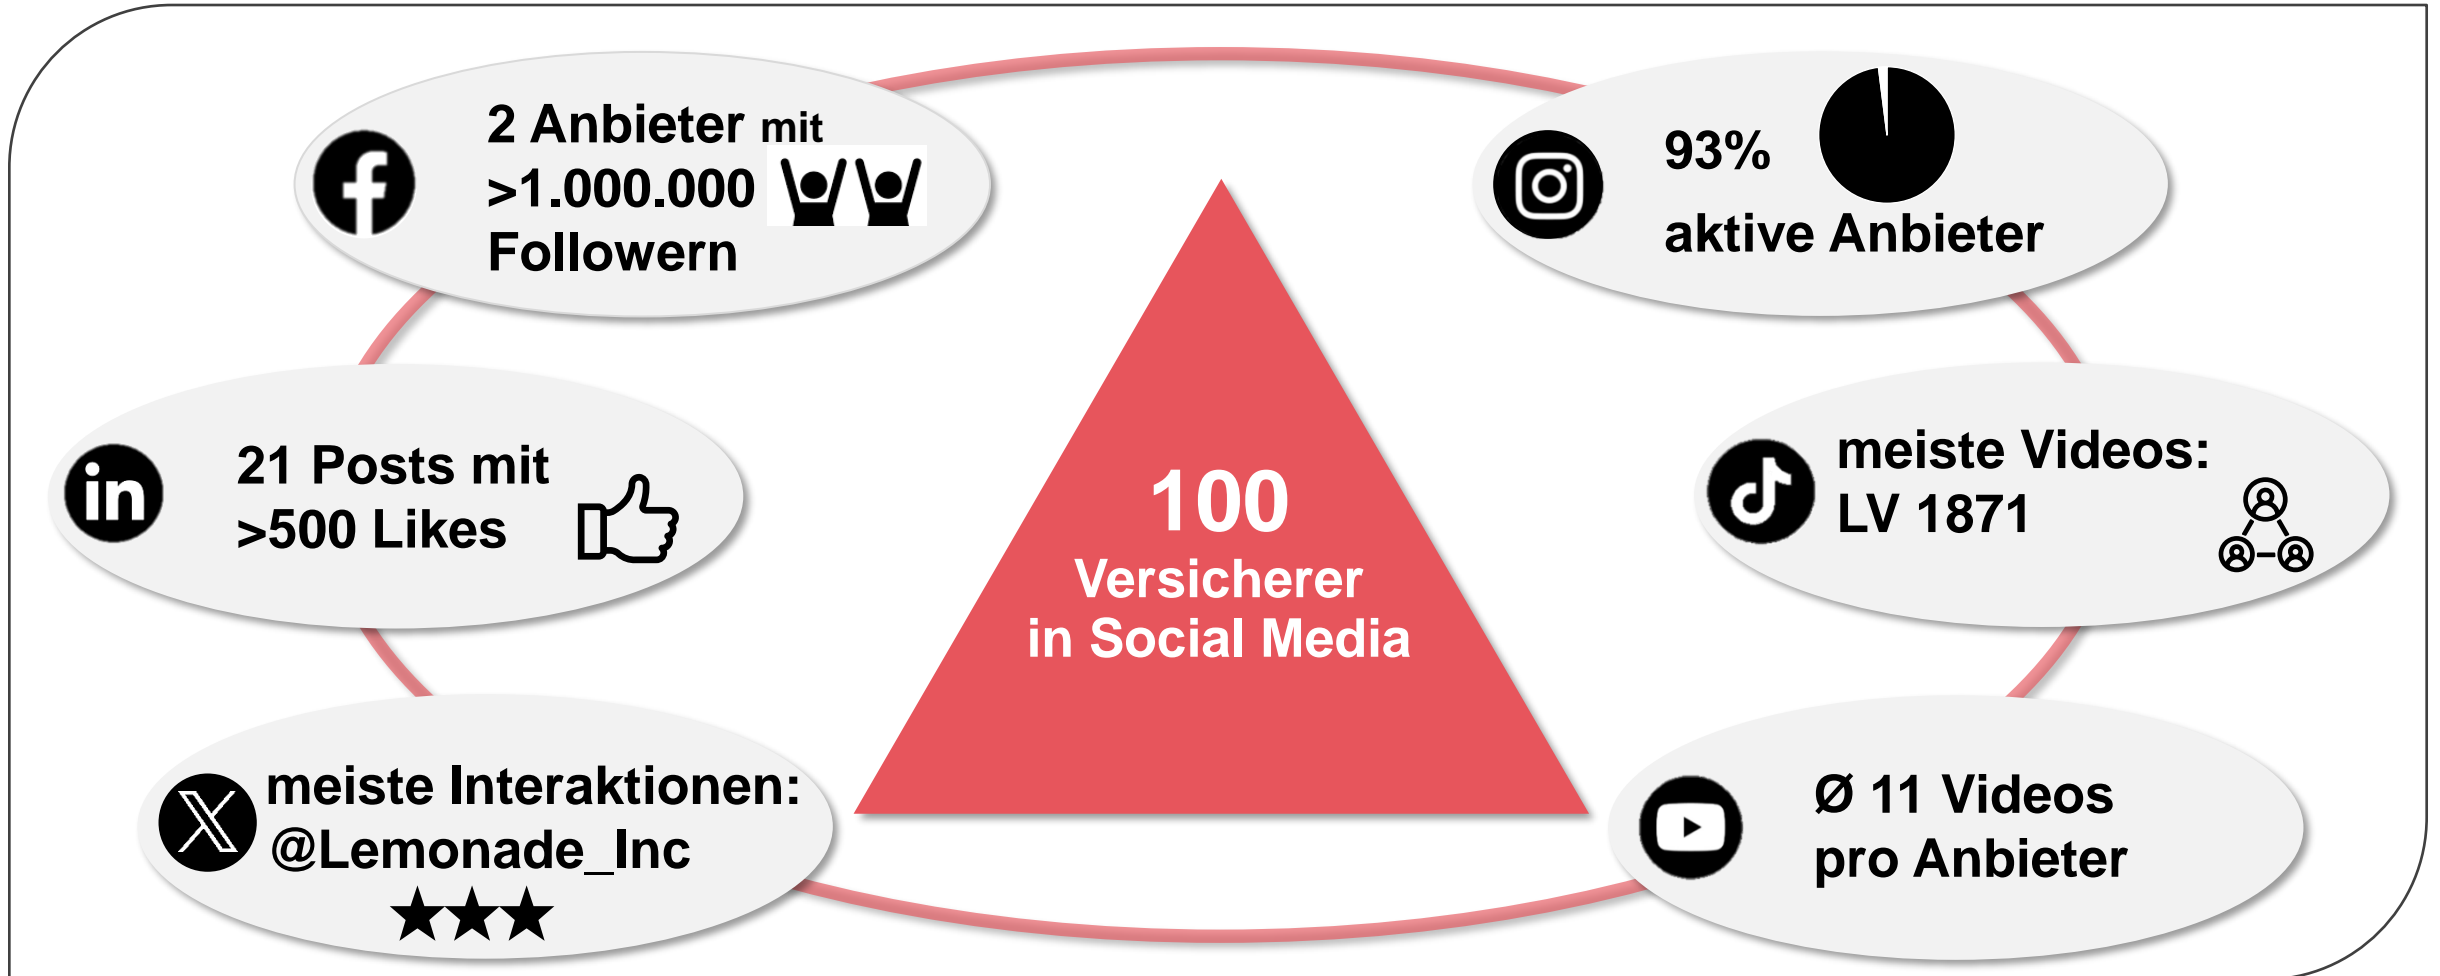 2 Anbieter mit
>1.000.000
Followern
93%
aktive Anbieter
21 Posts mit
>500 Likes
100
Versicherer
in Social Media
meiste Videos:
LV 1871
meiste Interaktionen:
@Lemonade_Inc
Ø 11 Videos
pro Anbieter